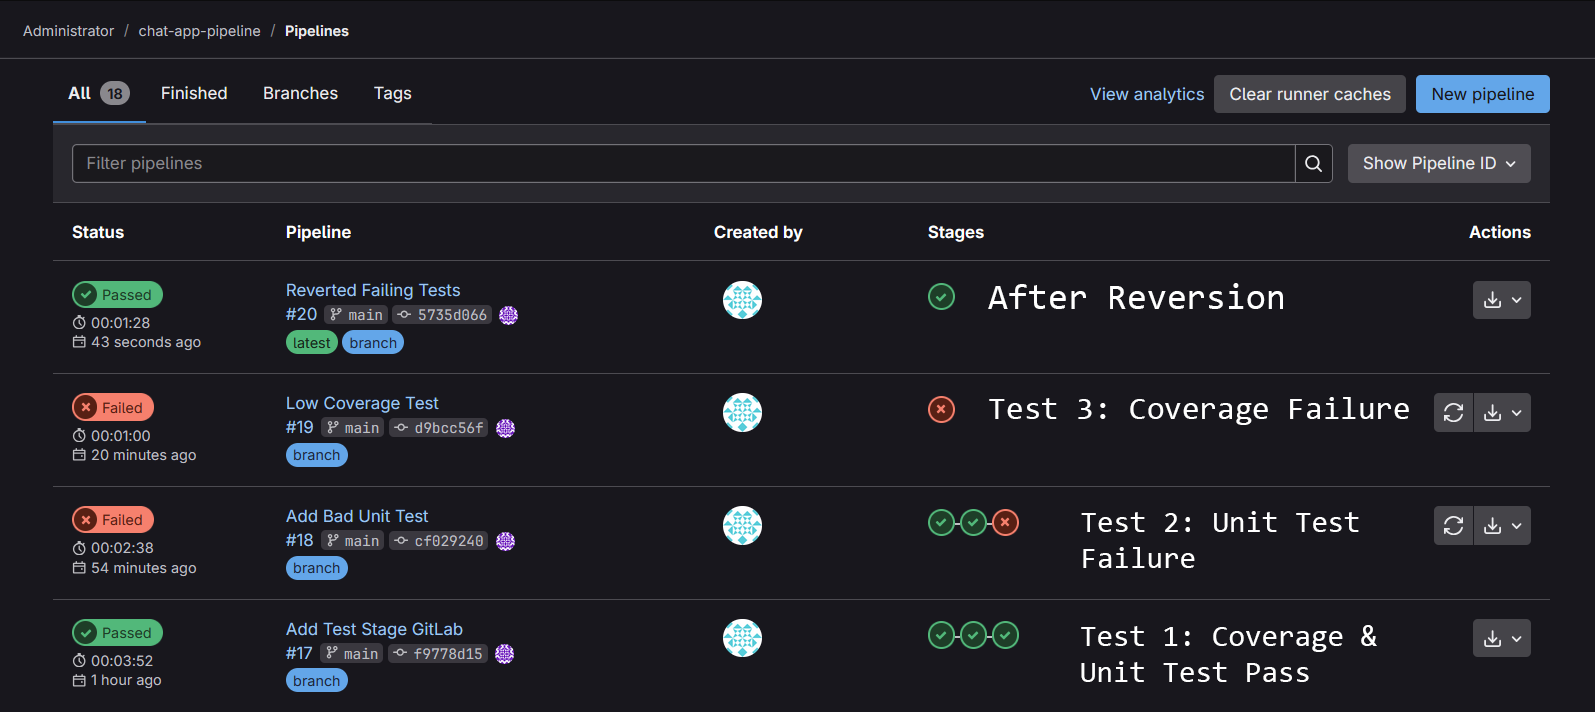 Administrator / chat-app-pipeline / Pipelines
All 18 Finished Branches Tags View analytics Clear runner caches New pipeline
Filter pipelines Show Pipeline ID
Status Pipeline Created by Stages Actions
Passed
00:01:28
43 seconds ago
Reverted Failing Tests
#20 main 5735d066
latest branch
After Reversion
Failed
00:01:00
20 minutes ago
Low Coverage Test
#19 main d9bcc56f
branch
Test 3: Coverage Failure
Failed
00:02:38
54 minutes ago
Add Bad Unit Test
#18 main cf029240
branch
Test 2: Unit Test
Failure
Passed
00:03:52
1 hour ago
Add Test Stage GitLab
#17 main f9778d15
branch
Test 1: Coverage &
Unit Test Pass